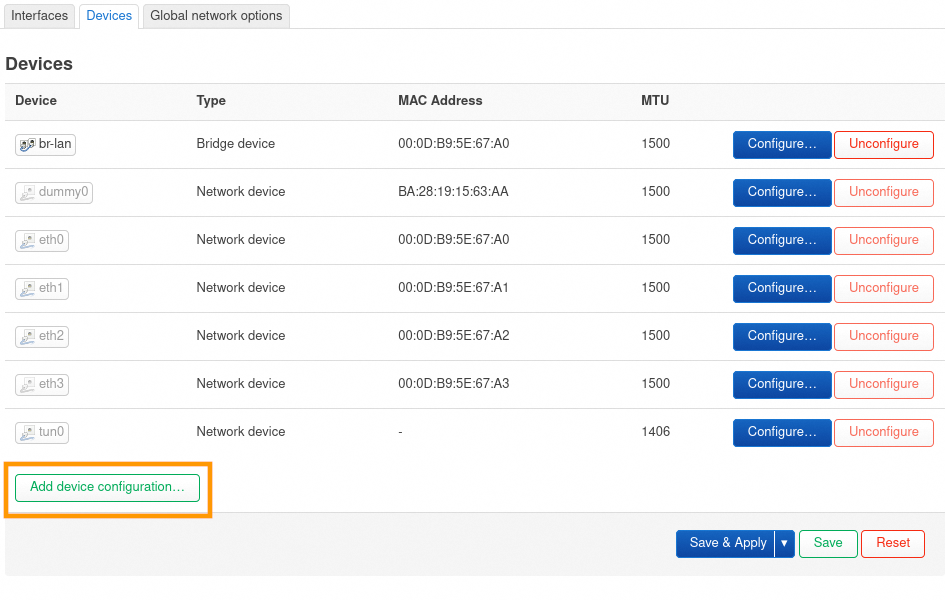 Interfaces Devices Global network options
Devices
Device Type MAC Address MTU
br-lan Bridge device 00:0D:B9:5E:67:A0 1500 Configure… Unconfigure
dummy0 Network device BA:28:19:15:63:AA 1500 Configure… Unconfigure
eth0 Network device 00:0D:B9:5E:67:A0 1500 Configure… Unconfigure
eth1 Network device 00:0D:B9:5E:67:A1 1500 Configure… Unconfigure
eth2 Network device 00:0D:B9:5E:67:A2 1500 Configure… Unconfigure
eth3 Network device 00:0D:B9:5E:67:A3 1500 Configure… Unconfigure
tun0 Network device - 1406 Configure… Unconfigure
Add device configuration…
Save & Apply ▾ Save Reset